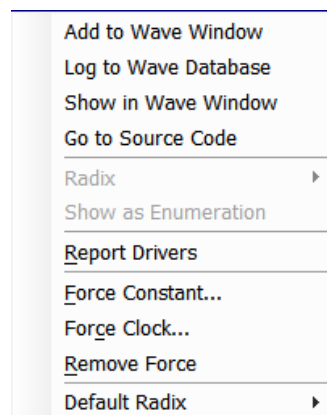 Add to Wave Window
Log to Wave Database
Show in Wave Window
Go to Source Code
Radix
Show as Enumeration
Report Drivers
Force Constant...
Force Clock...
Remove Force
Default Radix